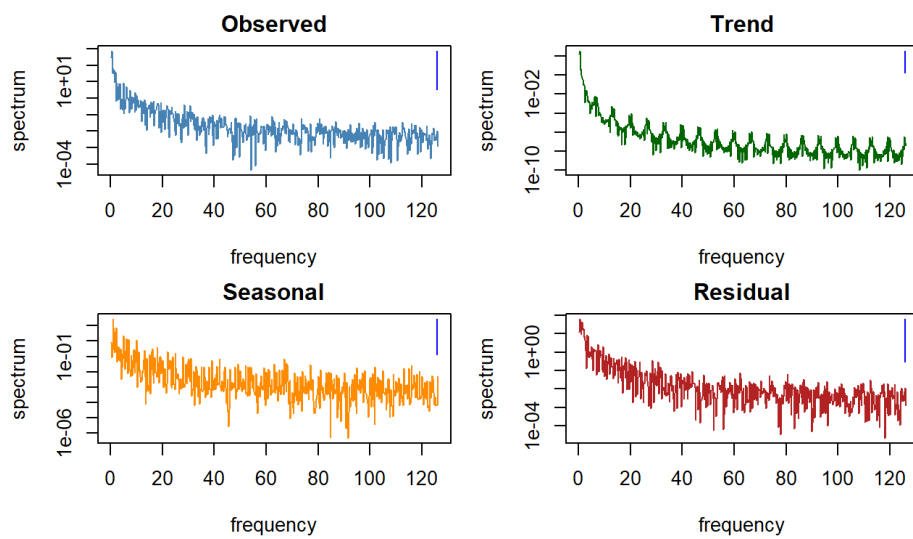 Observed
spectrum
1e-04 1e+01
0 20 40 60 80 100 120
frequency
Trend
spectrum
1e-10 1e-02
0 20 40 60 80 100 120
frequency
Seasonal
spectrum
1e-06 1e-01
0 20 40 60 80 100 120
frequency
Residual
spectrum
1e-04 1e+00
0 20 40 60 80 100 120
frequency